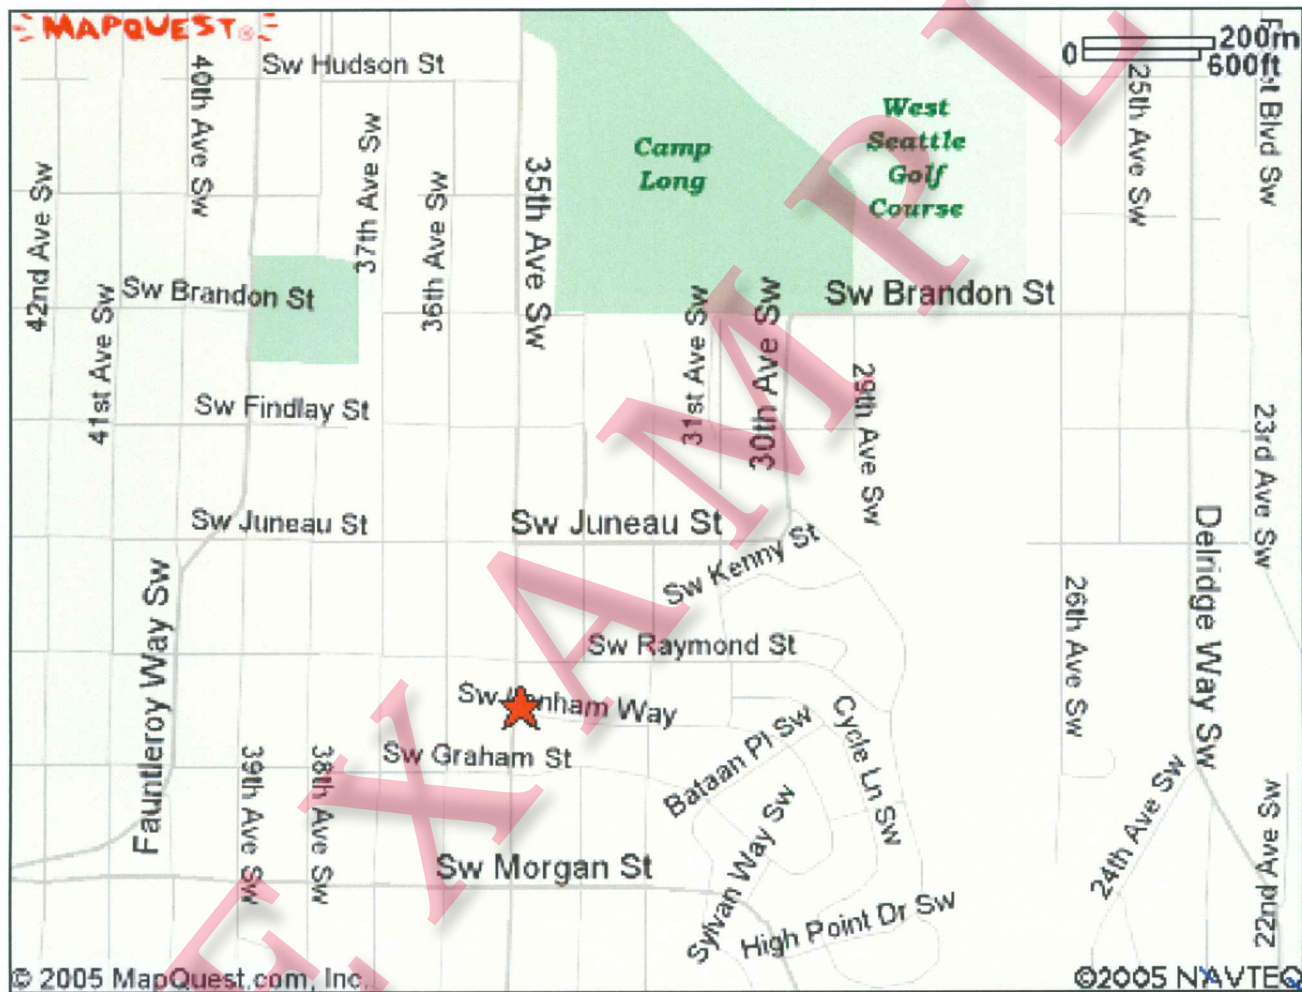 MAPQUEST®
0 200m
600ft
Sw Hudson St
40th Ave Sw
37th Ave Sw
42nd Ave Sw
36th Ave Sw
35th Ave Sw
Camp
Long
West
Seattle
Golf
Course
25th Ave Sw
Blvd Sw
Sw Brandon St
Sw Brandon St
41st Ave Sw
31st Ave Sw
30th Ave Sw
29th Ave Sw
Sw Findlay St
23rd Ave Sw
Sw Juneau St
Sw Juneau St
Sw Kenny St
Delridge Way Sw
26th Ave Sw
Fauntleroy Way Sw
Sw Raymond St
Sw Way
Sw Graham St
Bataan Pl Sw
Cycle Ln Sw
39th Ave Sw
38th Ave Sw
Sylvan Way Sw
24th Ave Sw
22nd Ave Sw
Sw Morgan St
High Point Dr Sw
EXAMPL
© 2005 MapQuest.com, Inc.
©2005 NAVTEQ